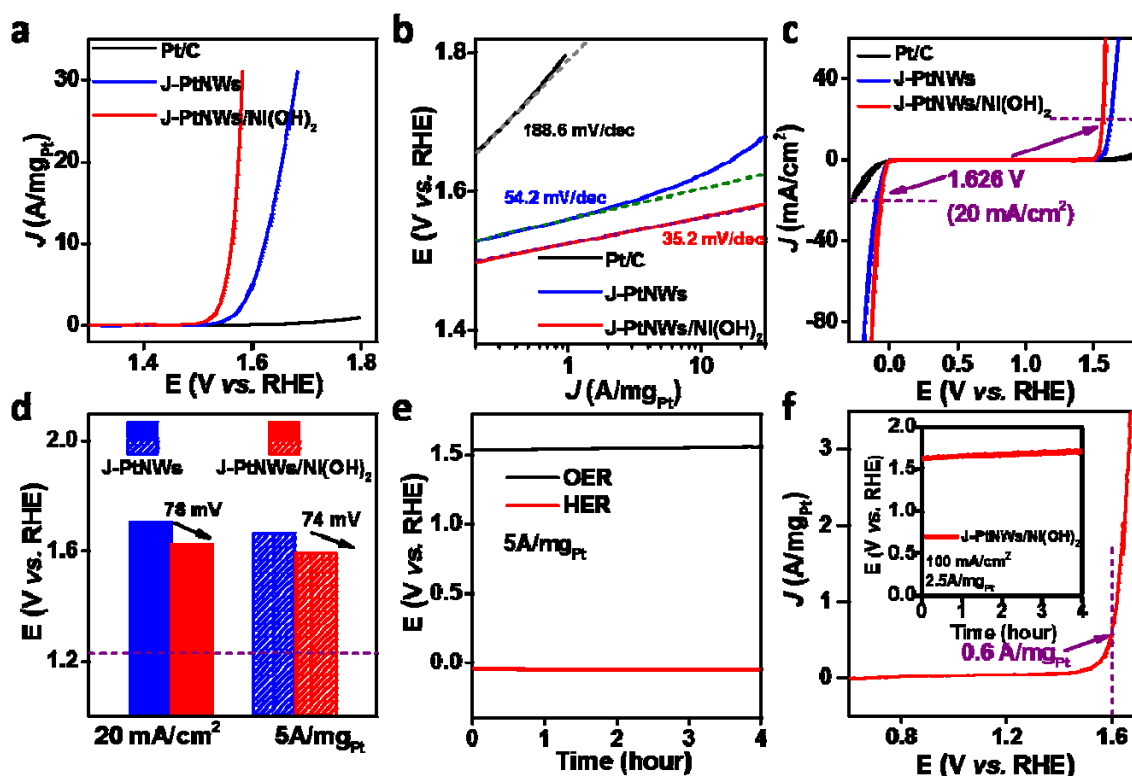 a
Pt/C
J-PtNWs
J-PtNWs/Ni(OH)2
30
20
10
0
J (A/mgPt)
1.4
1.6
1.8
E (V vs. RHE)
b
1.8
1.6
1.4
E (V vs. RHE)
188.6 mV/dec
54.2 mV/dec
35.2 mV/dec
Pt/C
J-PtNWs
J-PtNWs/Ni(OH)2
1
10
J (A/mgPt)
c
Pt/C
J-PtNWs
J-PtNWs/Ni(OH)2
40
0
-40
-80
J (mA/cm2)
1.626 V
(20 mA/cm2)
0.0
0.5
1.0
1.5
E (V vs. RHE)
d
2.0
1.6
1.2
E (V vs. RHE)
J-PtNWs
J-PtNWs/Ni(OH)2
78 mV
74 mV
20 mA/cm2
5A/mgPt
e
1.5
1.0
0.5
0.0
E (V vs. RHE)
OER
HER
5A/mgPt
0
1
2
3
4
Time (hour)
f
3
2
1
0
J (A/mgPt)
2.0
1.5
1.0
0.5
0.0
E (V vs. RHE)
J-PtNWs/Ni(OH)2
100 mA/cm2
2.5A/mgPt
0
1
2
3
4
Time (hour)
0.6 A/mgPt
0.8
1.2
1.6
E (V vs. RHE)